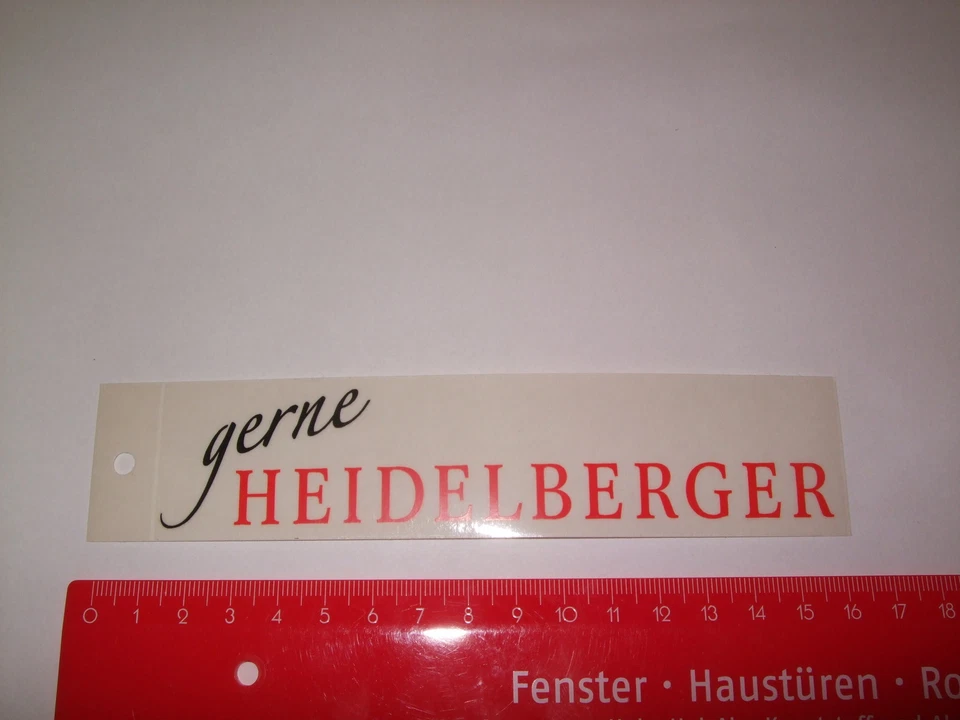 gerne
HEIDELBERGER
0 1 2 3 4 5 6 7 8 9 10 11 12 13 14 15 16 17 18
Fenster · Haustüren · Ro